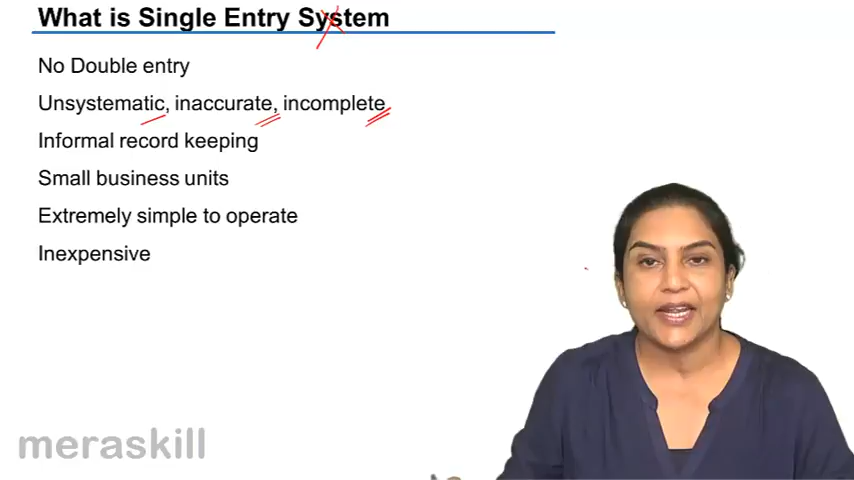 What is Single Entry System
No Double entry
Unsystematic, inaccurate, incomplete
Informal record keeping
Small business units
Extremely simple to operate
Inexpensive
meraskill